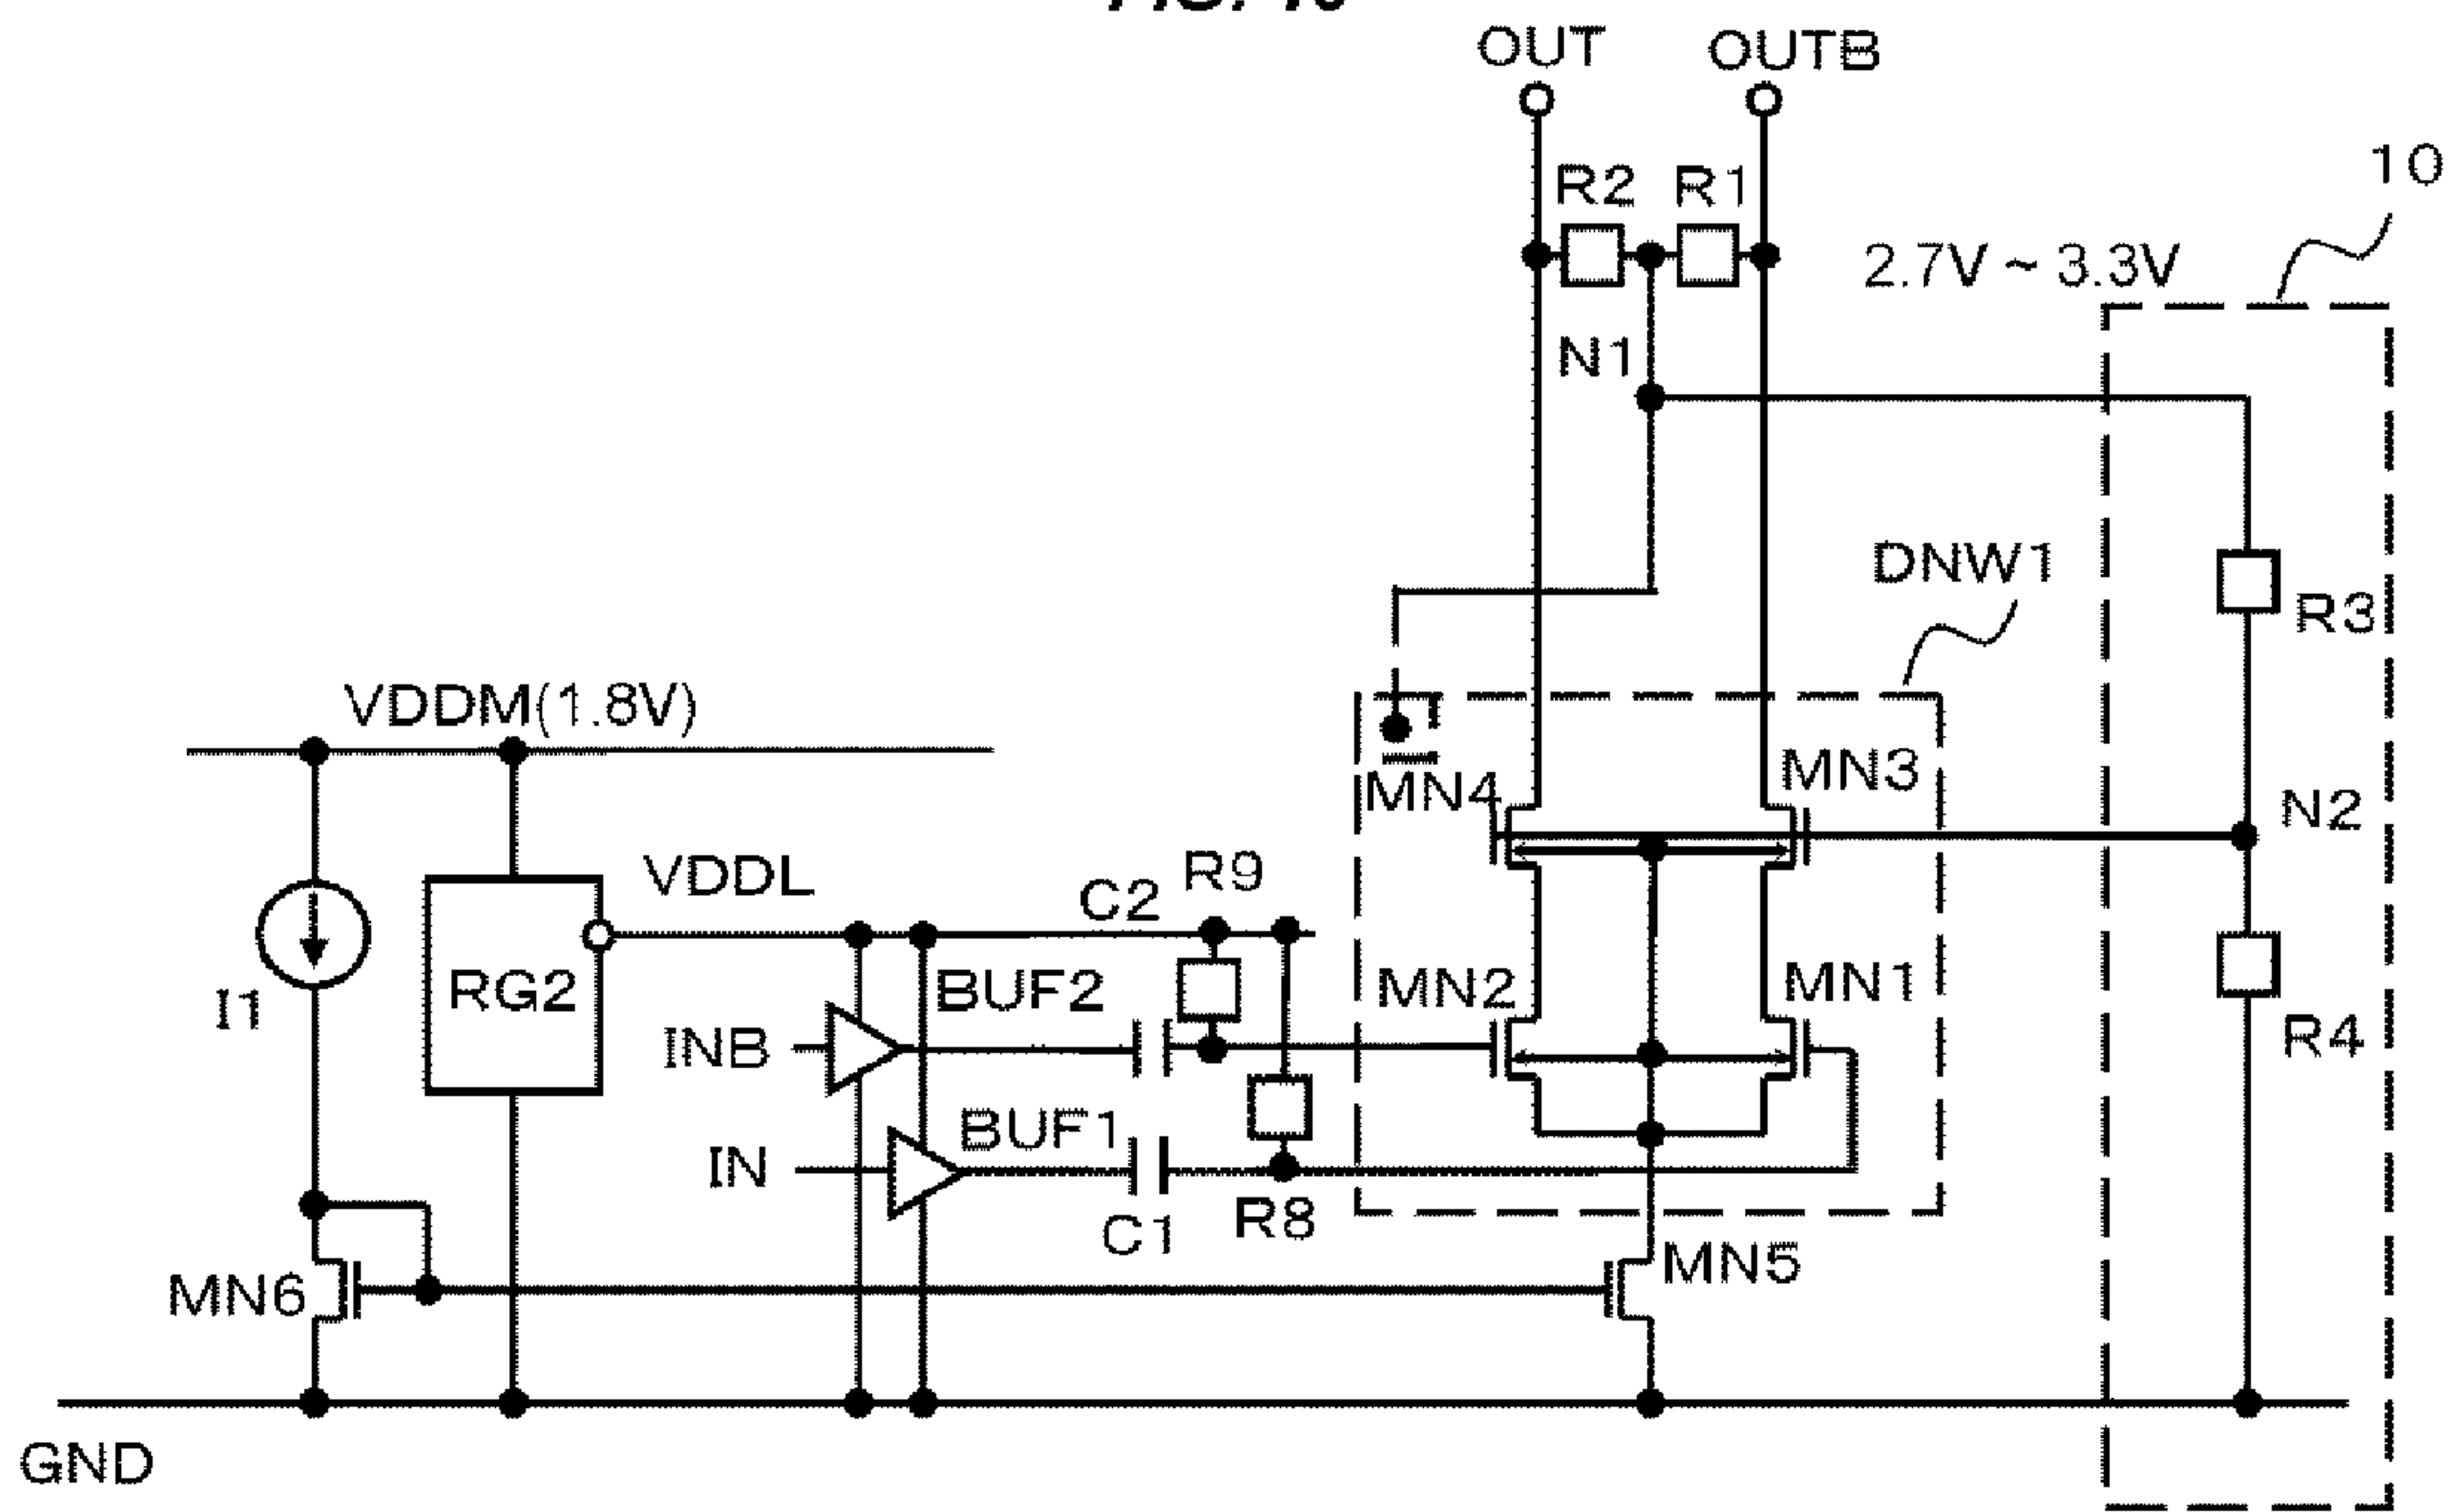 OUT OUTB
10
R2 R1
2.7V ~ 3.3V
N1
DNW1
R3
VDDM(1.8V)
MN4 MN3
N2
VDDL
C2 R9
I1
RG2
BUF2
MN2 MN1
INB
R4
BUF1
IN
C1 R8
MN6
MN5
GND